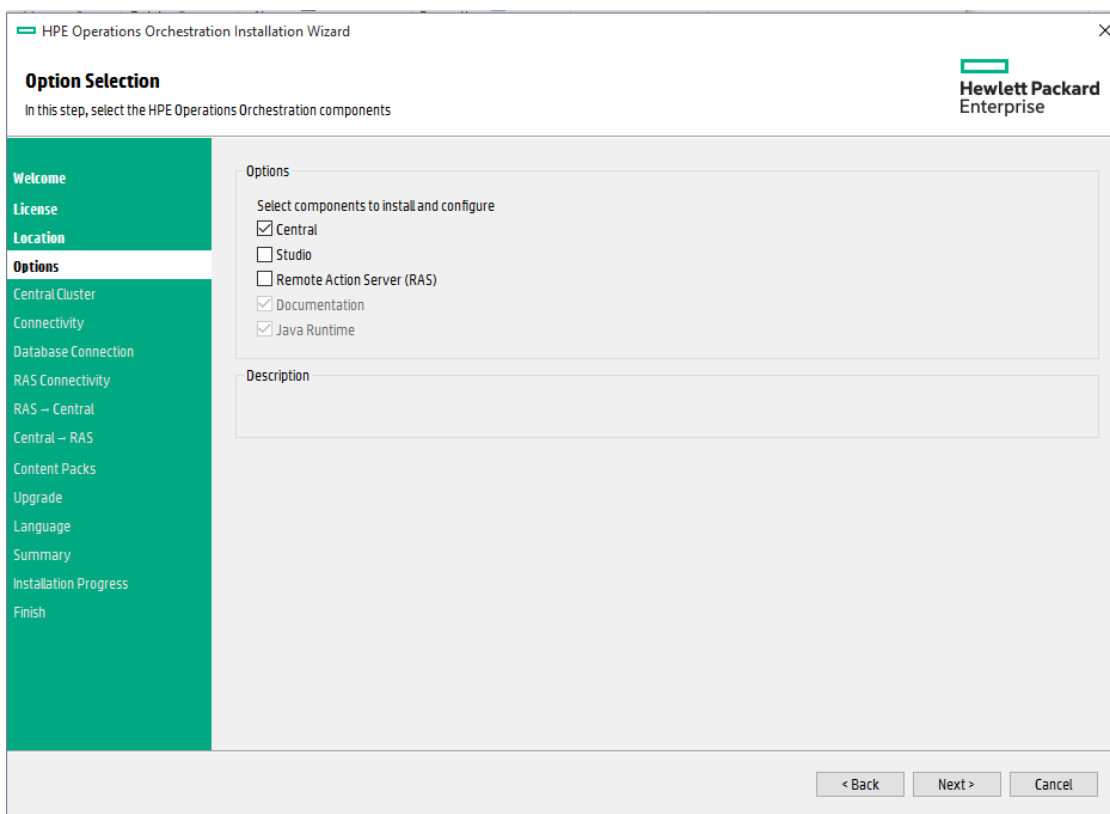 HPE Operations Orchestration Installation Wizard
Option Selection
In this step, select the HPE Operations Orchestration components
Hewlett Packard
Enterprise
Welcome
License
Location
Options
Central Cluster
Connectivity
Database Connection
RAS Connectivity
RAS – Central
Central – RAS
Content Packs
Upgrade
Language
Summary
Installation Progress
Finish
Options
Select components to install and configure
Central
Studio
Remote Action Server (RAS)
Documentation
Java Runtime
Description
< Back
Next >
Cancel